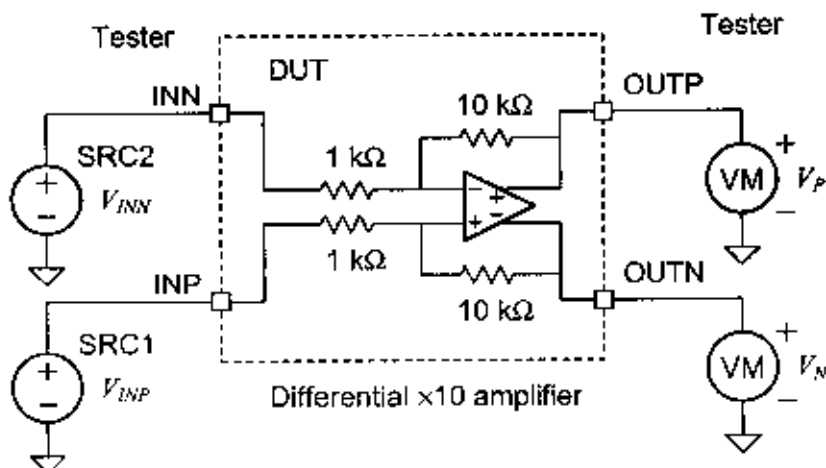 Tester
Tester
DUT
INN
OUTP
10 kΩ
SRC2
1 kΩ
+
−
V_INN
−
+
+
−
VM
+
−
V_P
1 kΩ
INP
OUTN
10 kΩ
SRC1
+
−
V_INP
VM
+
−
V_N
Differential ×10 amplifier